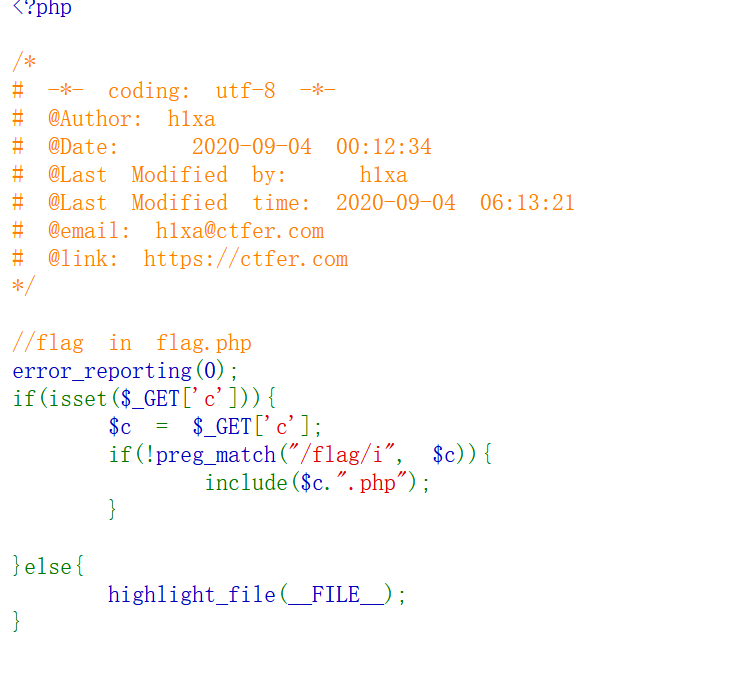 <?php
/*
# -*- coding: utf-8 -*-
# @Author: h1xa
# @Date:   2020-09-04 00:12:34
# @Last Modified by:   h1xa
# @Last Modified time: 2020-09-04 06:13:21
# @email: h1xa@ctfer.com
# @link: https://ctfer.com
*/
//flag in flag.php
error_reporting(0);
if(isset($_GET['c'])){
$c = $_GET['c'];
if(!preg_match("/flag/i", $c)){
include($c.".php");
}
}else{
highlight_file(__FILE__);
}